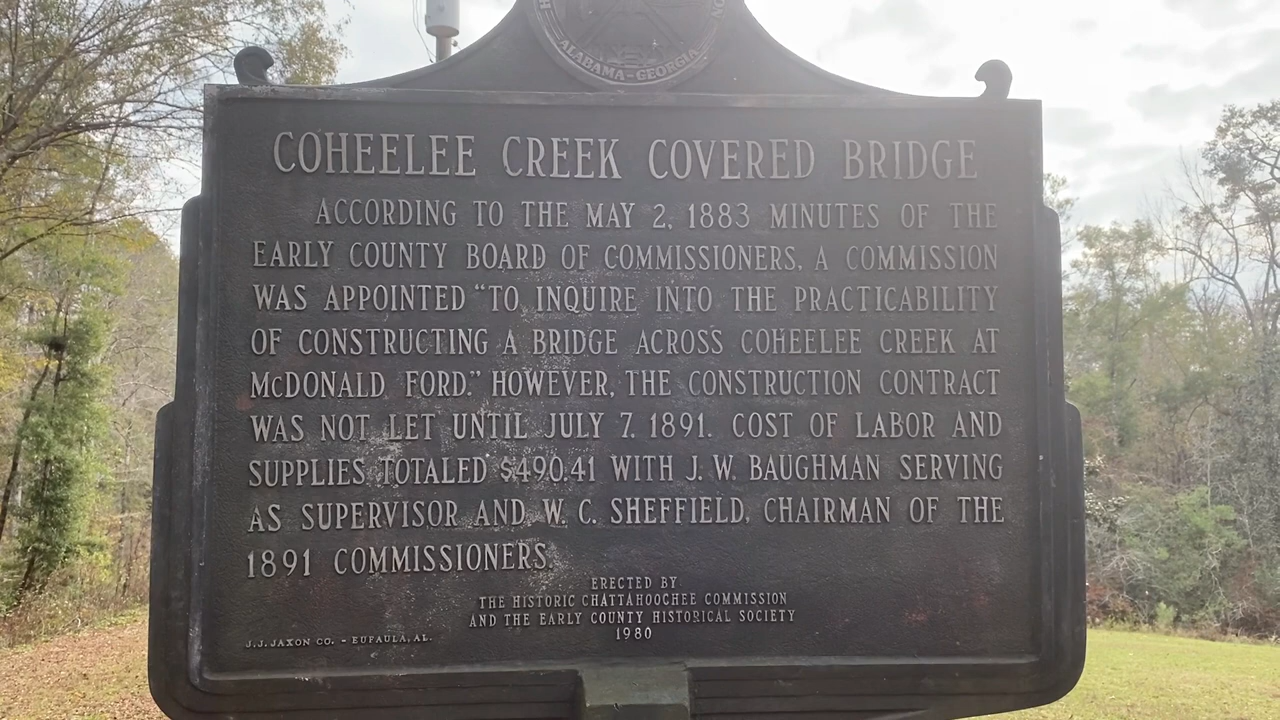 ALABAMA-GEORGIA
COHEELEE CREEK COVERED BRIDGE
ACCORDING TO THE MAY 2, 1883 MINUTES OF THE
EARLY COUNTY BOARD OF COMMISSIONERS, A COMMISSION
WAS APPOINTED "TO INQUIRE INTO THE PRACTICABILITY
OF CONSTRUCTING A BRIDGE ACROSS COHEELEE CREEK AT
McDONALD FORD." HOWEVER, THE CONSTRUCTION CONTRACT
WAS NOT LET UNTIL JULY 7, 1891. COST OF LABOR AND
SUPPLIES TOTALED $490.41 WITH J. W. BAUGHMAN SERVING
AS SUPERVISOR AND W. C. SHEFFIELD, CHAIRMAN OF THE
1891 COMMISSIONERS.
ERECTED BY
THE HISTORIC CHATTAHOOCHEE COMMISSION
AND THE EARLY COUNTY HISTORICAL SOCIETY
1980
J.J. JAXON CO. - EUFAULA, AL.